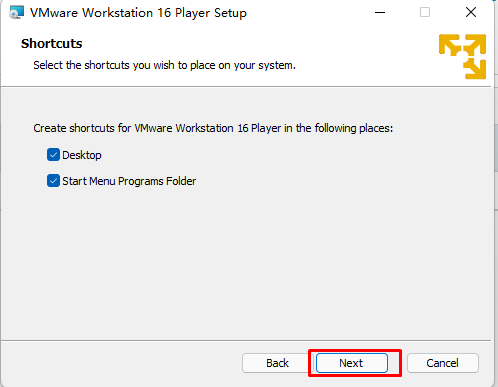 VMware Workstation 16 Player Setup
Shortcuts
Select the shortcuts you wish to place on your system.
Create shortcuts for VMware Workstation 16 Player in the following places:
Desktop
Start Menu Programs Folder
Back Next Cancel